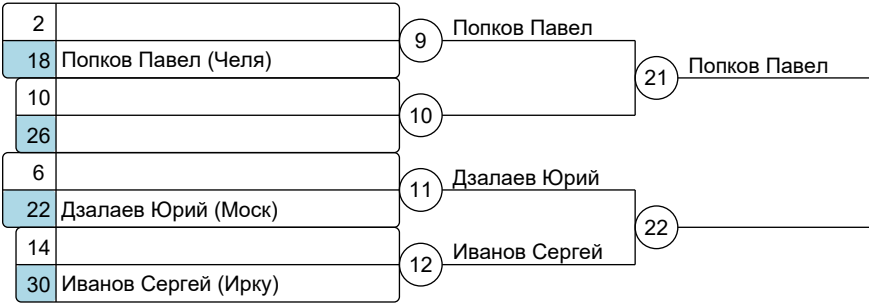 2
9
Попков Павел
18 Попков Павел (Челя)
21
Попков Павел
10
10
26
6
11
Дзалаев Юрий
22 Дзалаев Юрий (Моск)
22
14
12
Иванов Сергей
30 Иванов Сергей (Ирку)